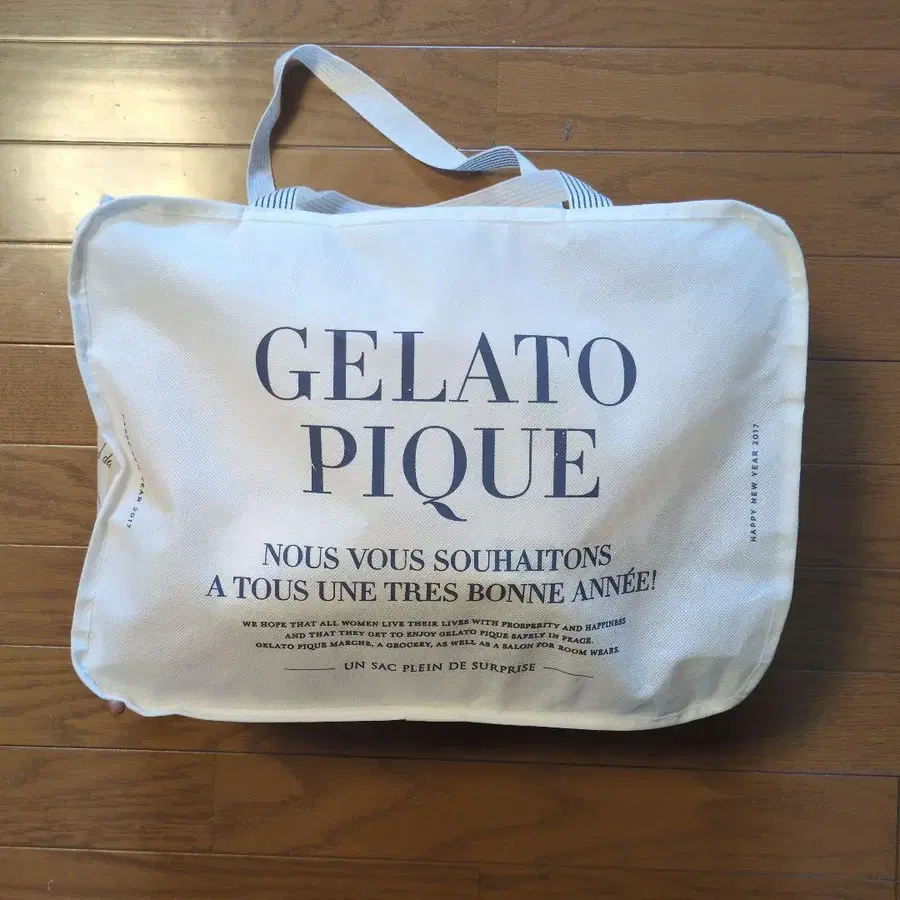 GELATO
PIQUE
NOUS VOUS SOUHAITONS
A TOUS UNE TRES BONNE ANNÉE!
WE HOPE THAT ALL WOMEN LIVE THEIR LIVES WITH PROSPERITY AND HAPPINESS
AND THAT THEY GET TO ENJOY GELATO PIQUE SAFELY IN PEACE.
GELATO PIQUE MARCHE, A GROCERY, AS WELL AS A SALON FOR ROOM WEARS.
UN SAC PLEIN DE SURPRISE
HAPPY NEW YEAR 2017
YEAR 2017